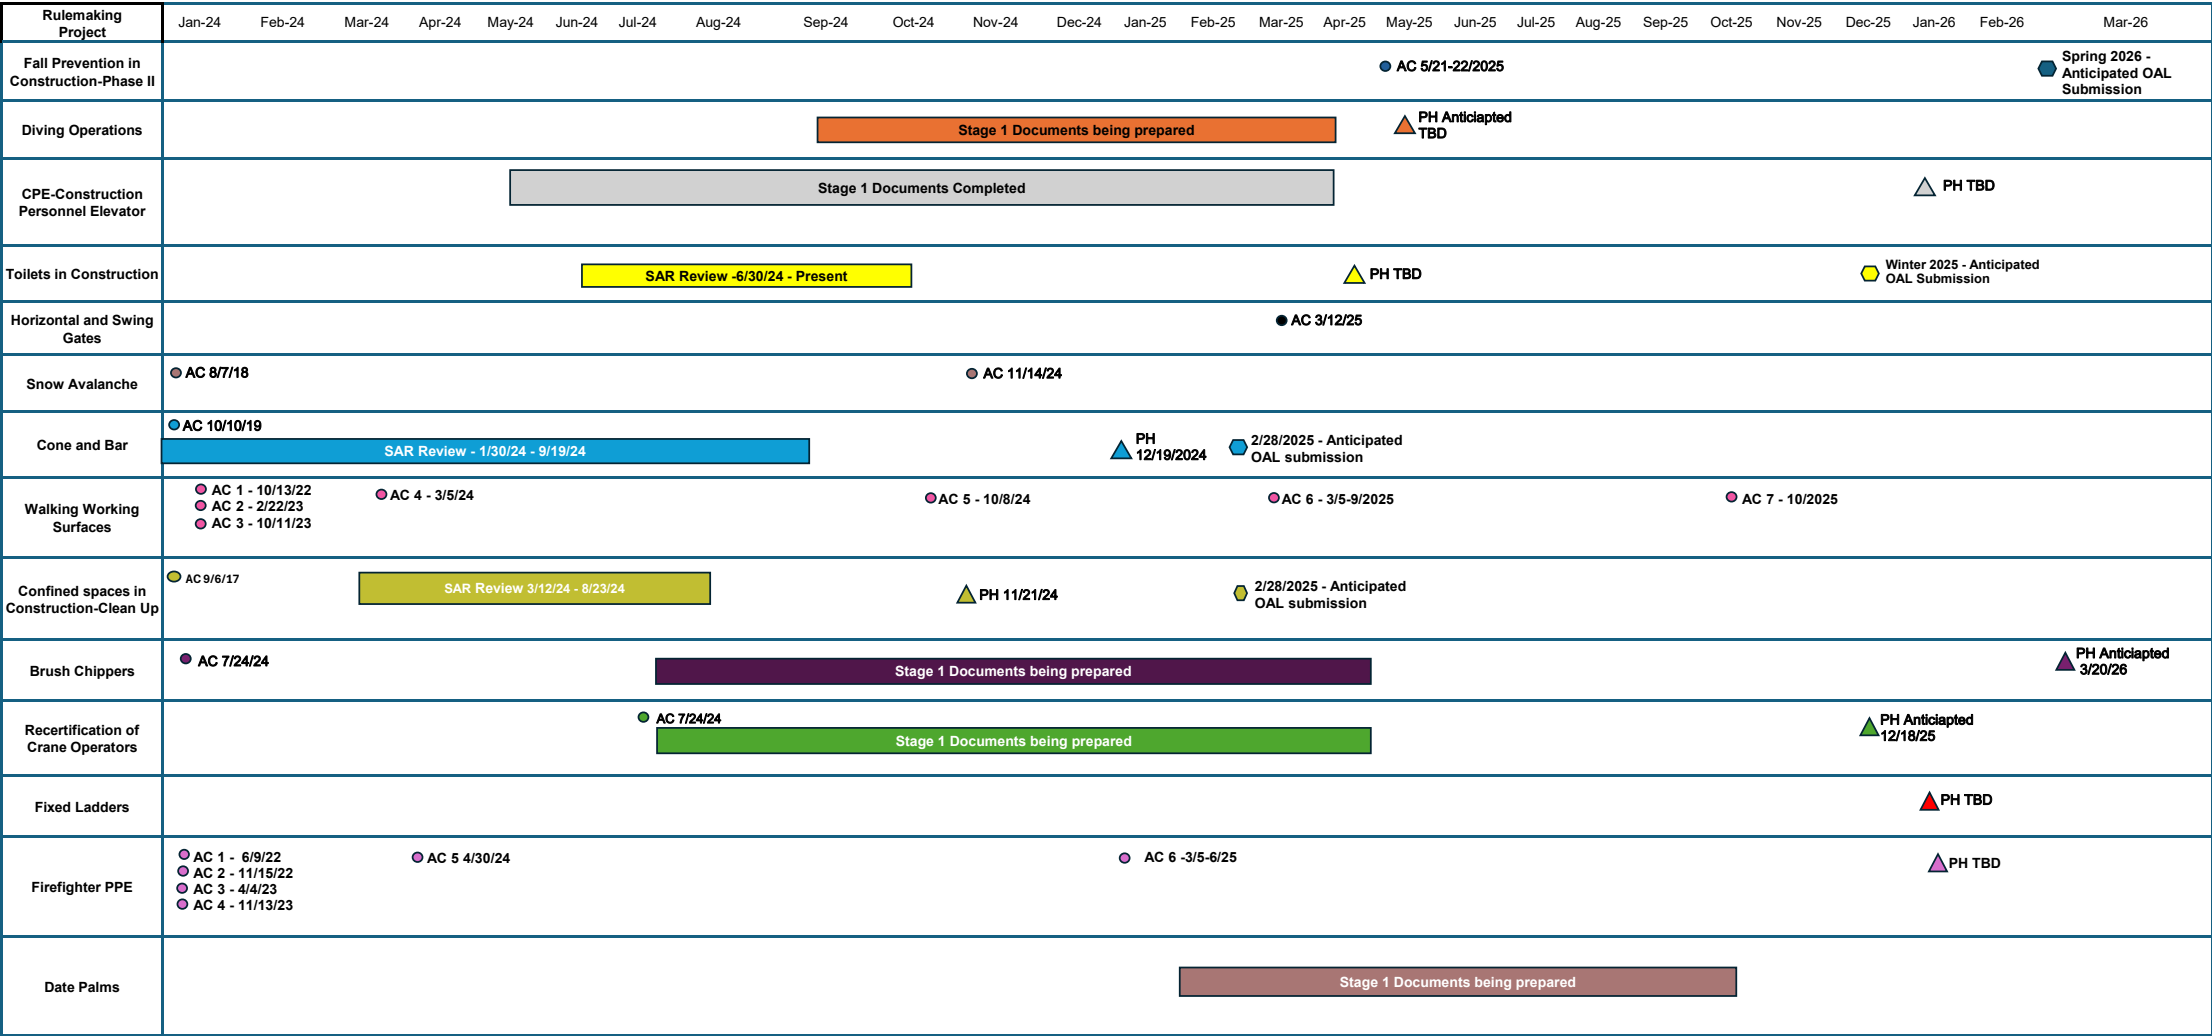 Rulemaking
Project
Jan-24 Feb-24 Mar-24 Apr-24 May-24 Jun-24 Jul-24 Aug-24 Sep-24 Oct-24 Nov-24 Dec-24 Jan-25 Feb-25 Mar-25 Apr-25 May-25 Jun-25 Jul-25 Aug-25 Sep-25 Oct-25 Nov-25 Dec-25 Jan-26 Feb-26 Mar-26
Fall Prevention in
Construction-Phase II
AC 5/21-22/2025
Spring 2026 -
Anticipated OAL
Submission
Diving Operations
Stage 1 Documents being prepared
PH Anticiapted
TBD
CPE-Construction
Personnel Elevator
Stage 1 Documents Completed
PH TBD
Toilets in Construction
SAR Review -6/30/24 - Present
PH TBD
Winter 2025 - Anticipated
OAL Submission
Horizontal and Swing
Gates
AC 3/12/25
Snow Avalanche
AC 8/7/18
AC 11/14/24
Cone and Bar
AC 10/10/19
SAR Review - 1/30/24 - 9/19/24
PH
12/19/2024
2/28/2025 - Anticipated
OAL submission
Walking Working
Surfaces
AC 1 - 10/13/22
AC 2 - 2/22/23
AC 3 - 10/11/23
AC 4 - 3/5/24
AC 5 - 10/8/24
AC 6 - 3/5-9/2025
AC 7 - 10/2025
Confined spaces in
Construction-Clean Up
AC 9/6/17
SAR Review 3/12/24 - 8/23/24
PH 11/21/24
2/28/2025 - Anticipated
OAL submission
Brush Chippers
AC 7/24/24
Stage 1 Documents being prepared
PH Anticiapted
3/20/26
Recertification of
Crane Operators
AC 7/24/24
Stage 1 Documents being prepared
PH Anticiapted
12/18/25
Fixed Ladders
PH TBD
Firefighter PPE
AC 1 - 6/9/22
AC 2 - 11/15/22
AC 3 - 4/4/23
AC 4 - 11/13/23
AC 5 4/30/24
AC 6 -3/5-6/25
PH TBD
Date Palms
Stage 1 Documents being prepared